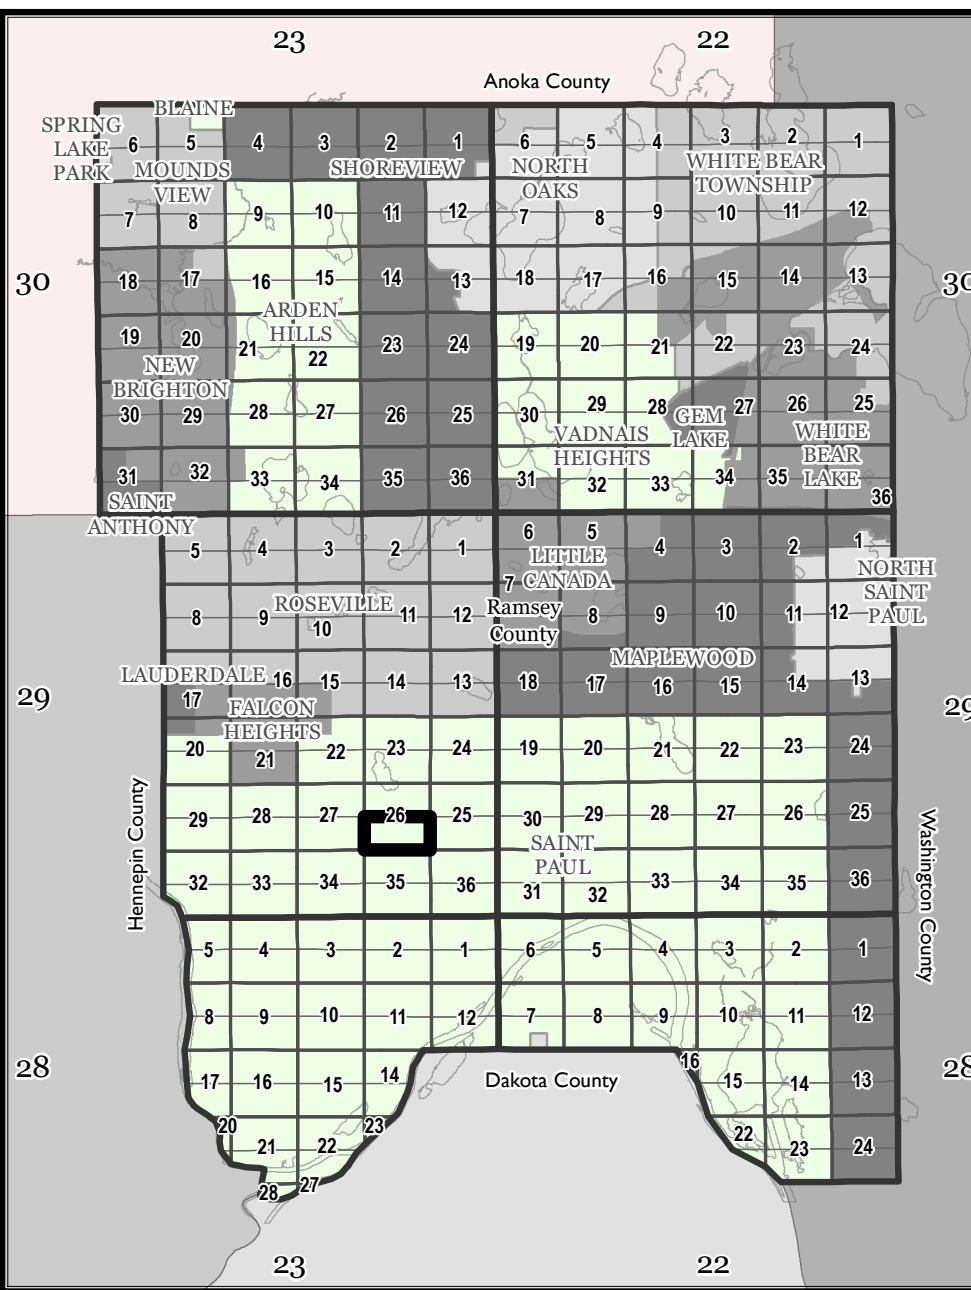 23 22
Anoka County
BLAINE
SPRING
LAKE
PARK
6 5 4 3 2 1 6 5 4 3 2 1
MOUNDS
VIEW
SHOREVIEW
NORTH
OAKS
WHITE BEAR
TOWNSHIP
7 8 9 10 11 12 7 8 9 10 11 12
30 18 17 16 15 14 13 18 17 16 15 14 13 30
ARDEN
HILLS
19 20 21 22 23 24 19 20 21 22 23 24
NEW
BRIGHTON
30 29 28 27 26 25 30 29 28 27 26 25
GEM
LAKE
VADNAIS
HEIGHTS
WHITE
BEAR
LAKE
31 32 33 34 35 36 31 32 33 34 35 36
SAINT
ANTHONY
5 4 3 2 1 6 5 4 3 2 1
LITTLE
CANADA
NORTH
SAINT
PAUL
8 9 10 11 12 7 8 9 10 11 12
ROSEVILLE
Ramsey
County
MAPLEWOOD
LAUDERDALE
29 17 16 15 14 13 18 17 16 15 14 13 29
FALCON
HEIGHTS
20 21 22 23 24 19 20 21 22 23 24
29 28 27 26 25 30 29 28 27 26 25
SAINT
PAUL
Hennepin County
Washington County
32 33 34 35 36 31 32 33 34 35 36
5 4 3 2 1 6 5 4 3 2 1
8 9 10 11 12 7 8 9 10 11 12
28 17 16 15 14 16 15 14 13 28
Dakota County
20 21 22 23 22 23 24
28 27
23 22